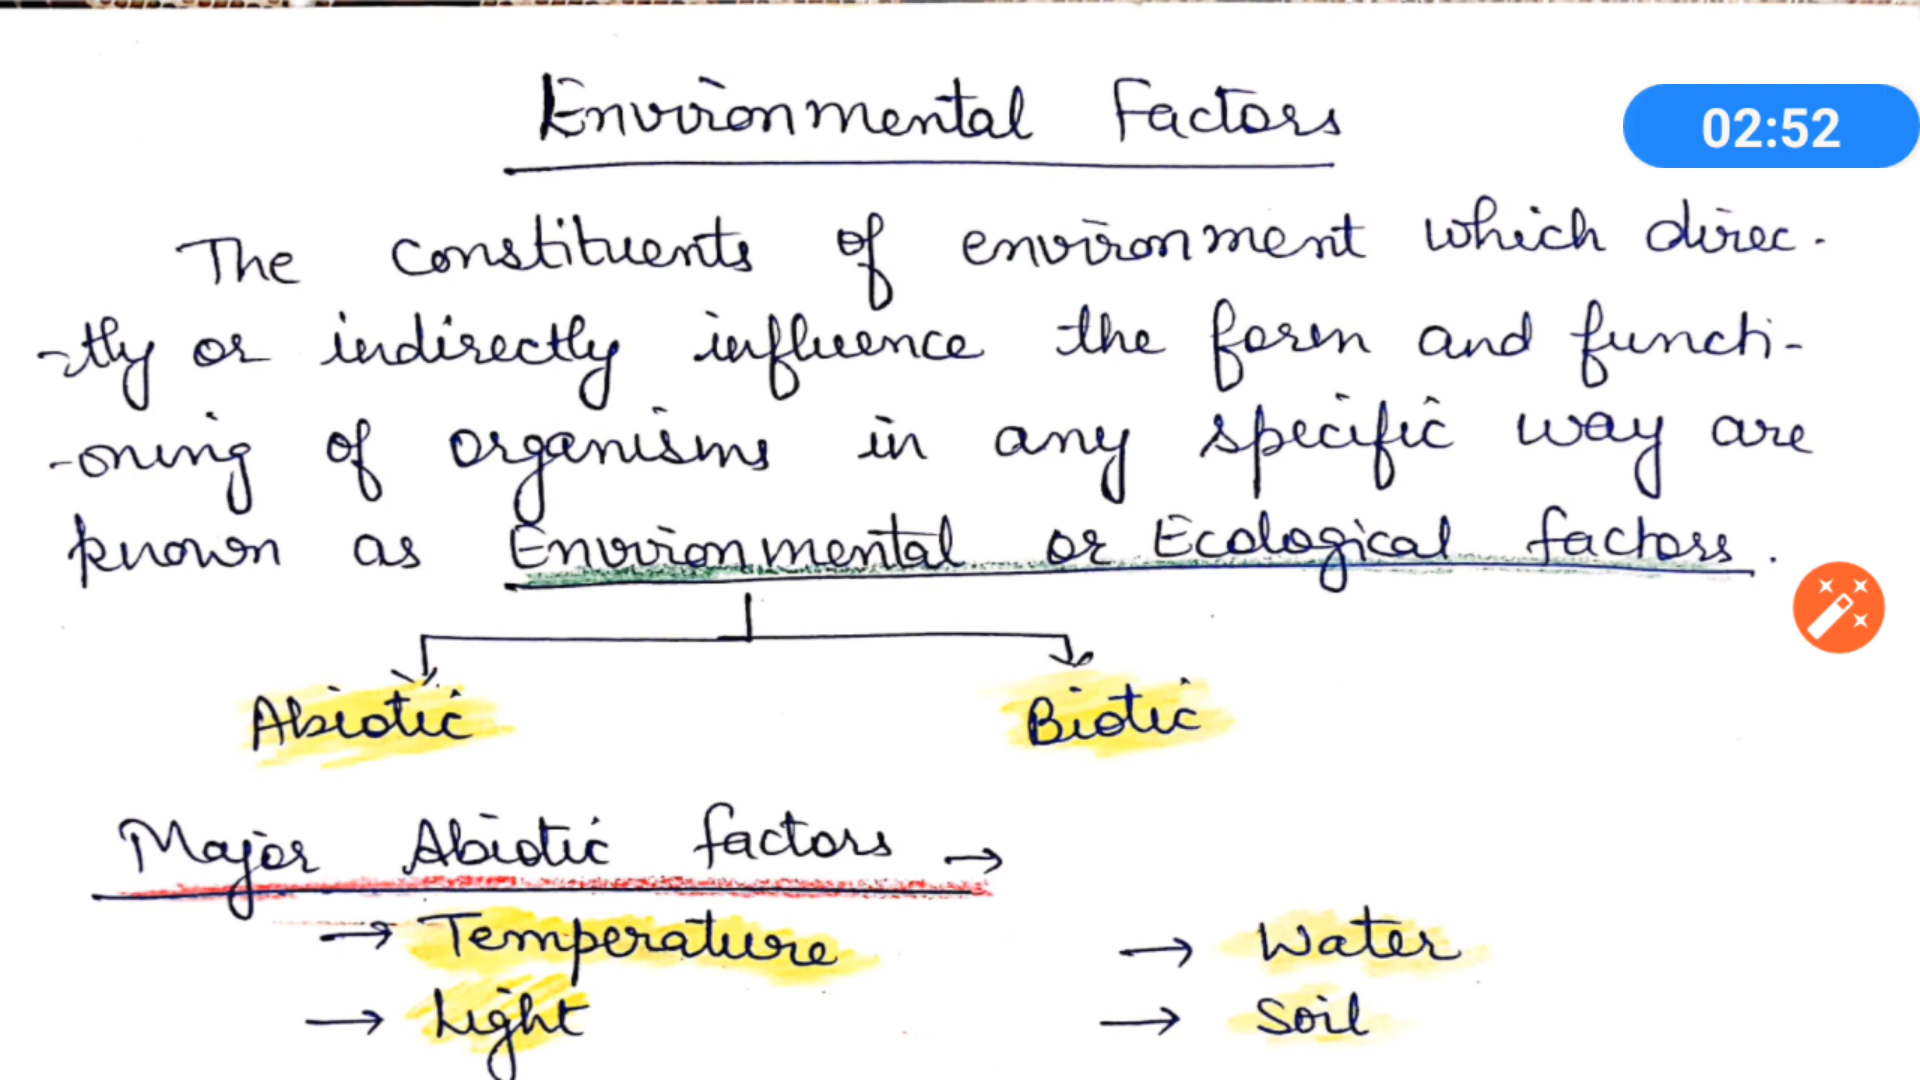 Environmental Factors
02:52
The constituents of environment which direc-
-tly or indirectly influence the form and functi-
-oning of organisms in any specific way are
known as Environmental or Ecological factors.
Abiotic Biotic
Major Abiotic factors →
→ Temperature → Water
→ Light → Soil